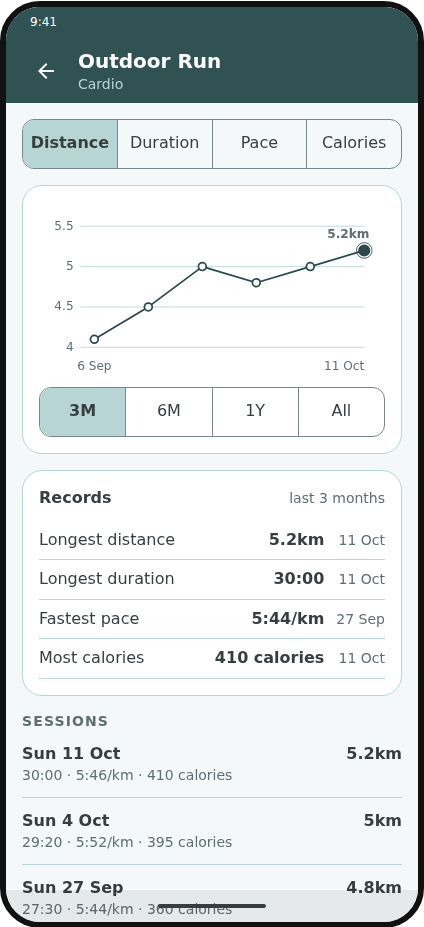 9:41
Outdoor Run
Cardio
Distance Duration Pace Calories
5.5
5.2km
5
4.5
4
6 Sep 11 Oct
3M 6M 1Y All
Records last 3 months
Longest distance 5.2km 11 Oct
Longest duration 30:00 11 Oct
Fastest pace 5:44/km 27 Sep
Most calories 410 calories 11 Oct
SESSIONS
Sun 11 Oct 5.2km
30:00 · 5:46/km · 410 calories
Sun 4 Oct 5km
29:20 · 5:52/km · 395 calories
Sun 27 Sep 4.8km
27:30 · 5:44/km · 360 calories